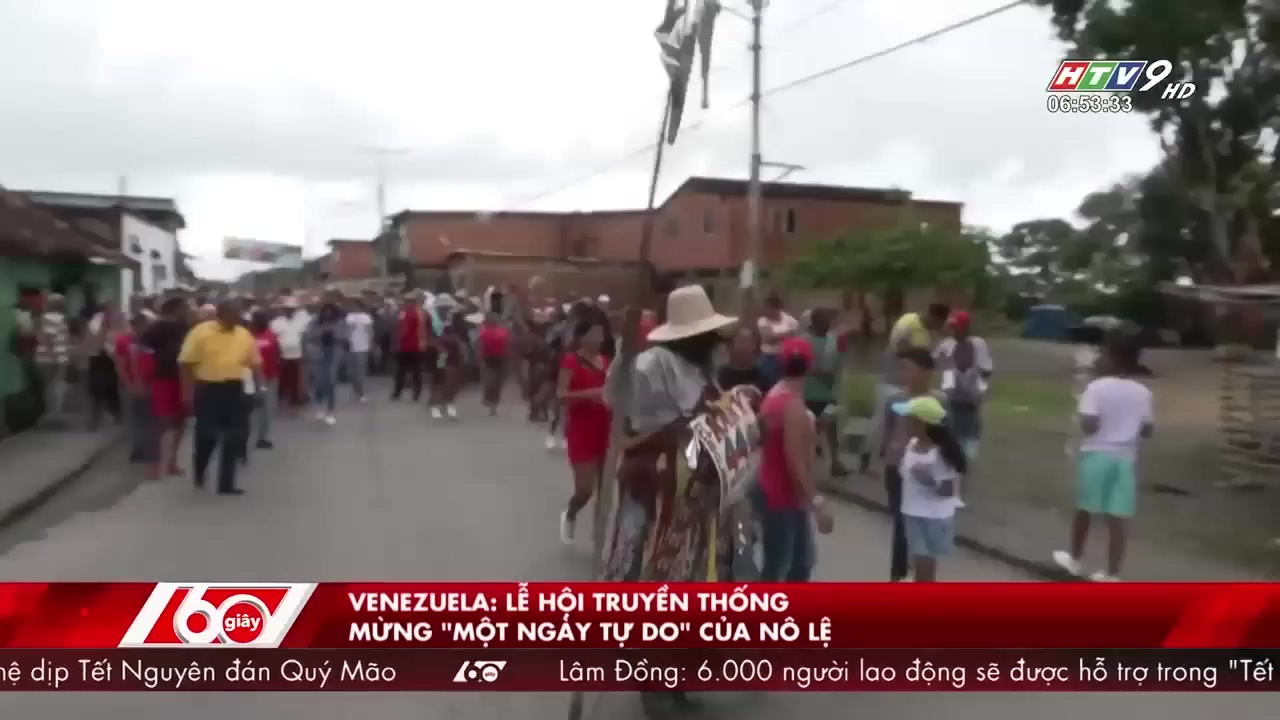 HTV9 HD
06:53:33
60 giây
VENEZUELA: LỄ HỘI TRUYỀN THỐNG
MỪNG "MỘT NGÀY TỰ DO" CỦA NÔ LỆ
hệ dịp Tết Nguyên đán Quý Mão 60 giây Lâm Đồng: 6.000 người lao động sẽ được hỗ trợ trong "Tết